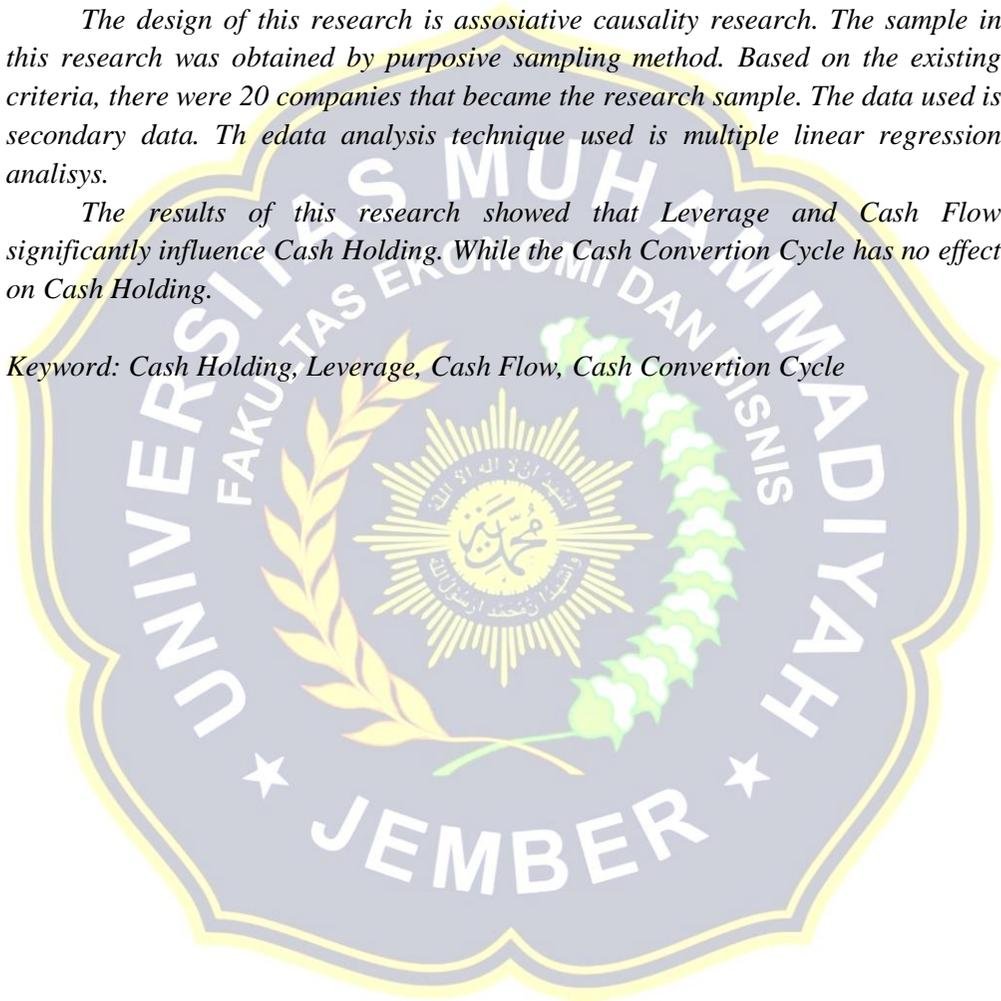 The design of this research is assosiative causality research. The sample in
this research was obtained by purposive sampling method. Based on the existing
criteria, there were 20 companies that became the research sample. The data used is
secondary data. Th edata analysis technique used is multiple linear regression
analisys.
The results of this research showed that Leverage and Cash Flow
significantly influence Cash Holding. While the Cash Convertion Cycle has no effect
on Cash Holding.
Keyword: Cash Holding, Leverage, Cash Flow, Cash Convertion Cycle
UNIVERSITAS MUHAMMADIYAH
FAKULTAS EKONOMI DAN BISNIS
JEMBER